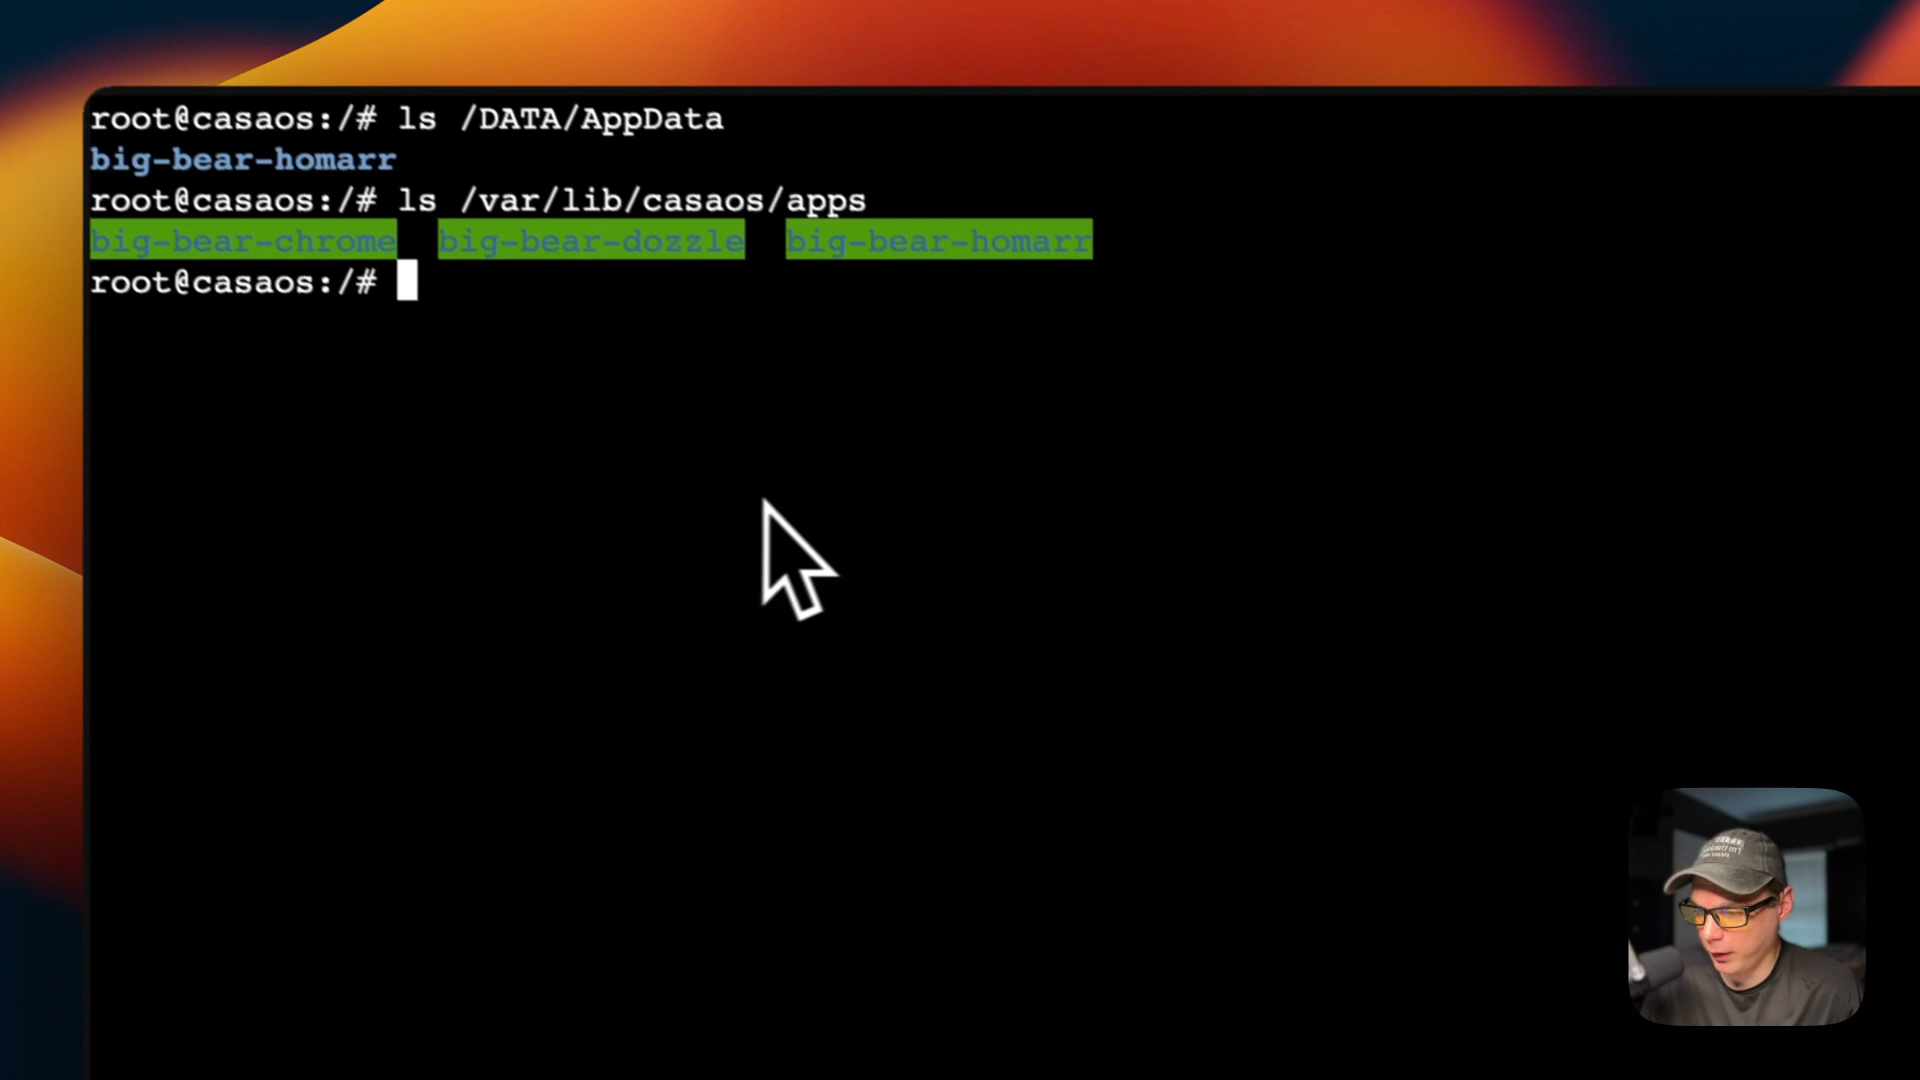 root@casaos:/# ls /DATA/AppData
big-bear-homarr
root@casaos:/# ls /var/lib/casaos/apps
big-bear-chrome  big-bear-dozzle  big-bear-homarr
root@casaos:/#